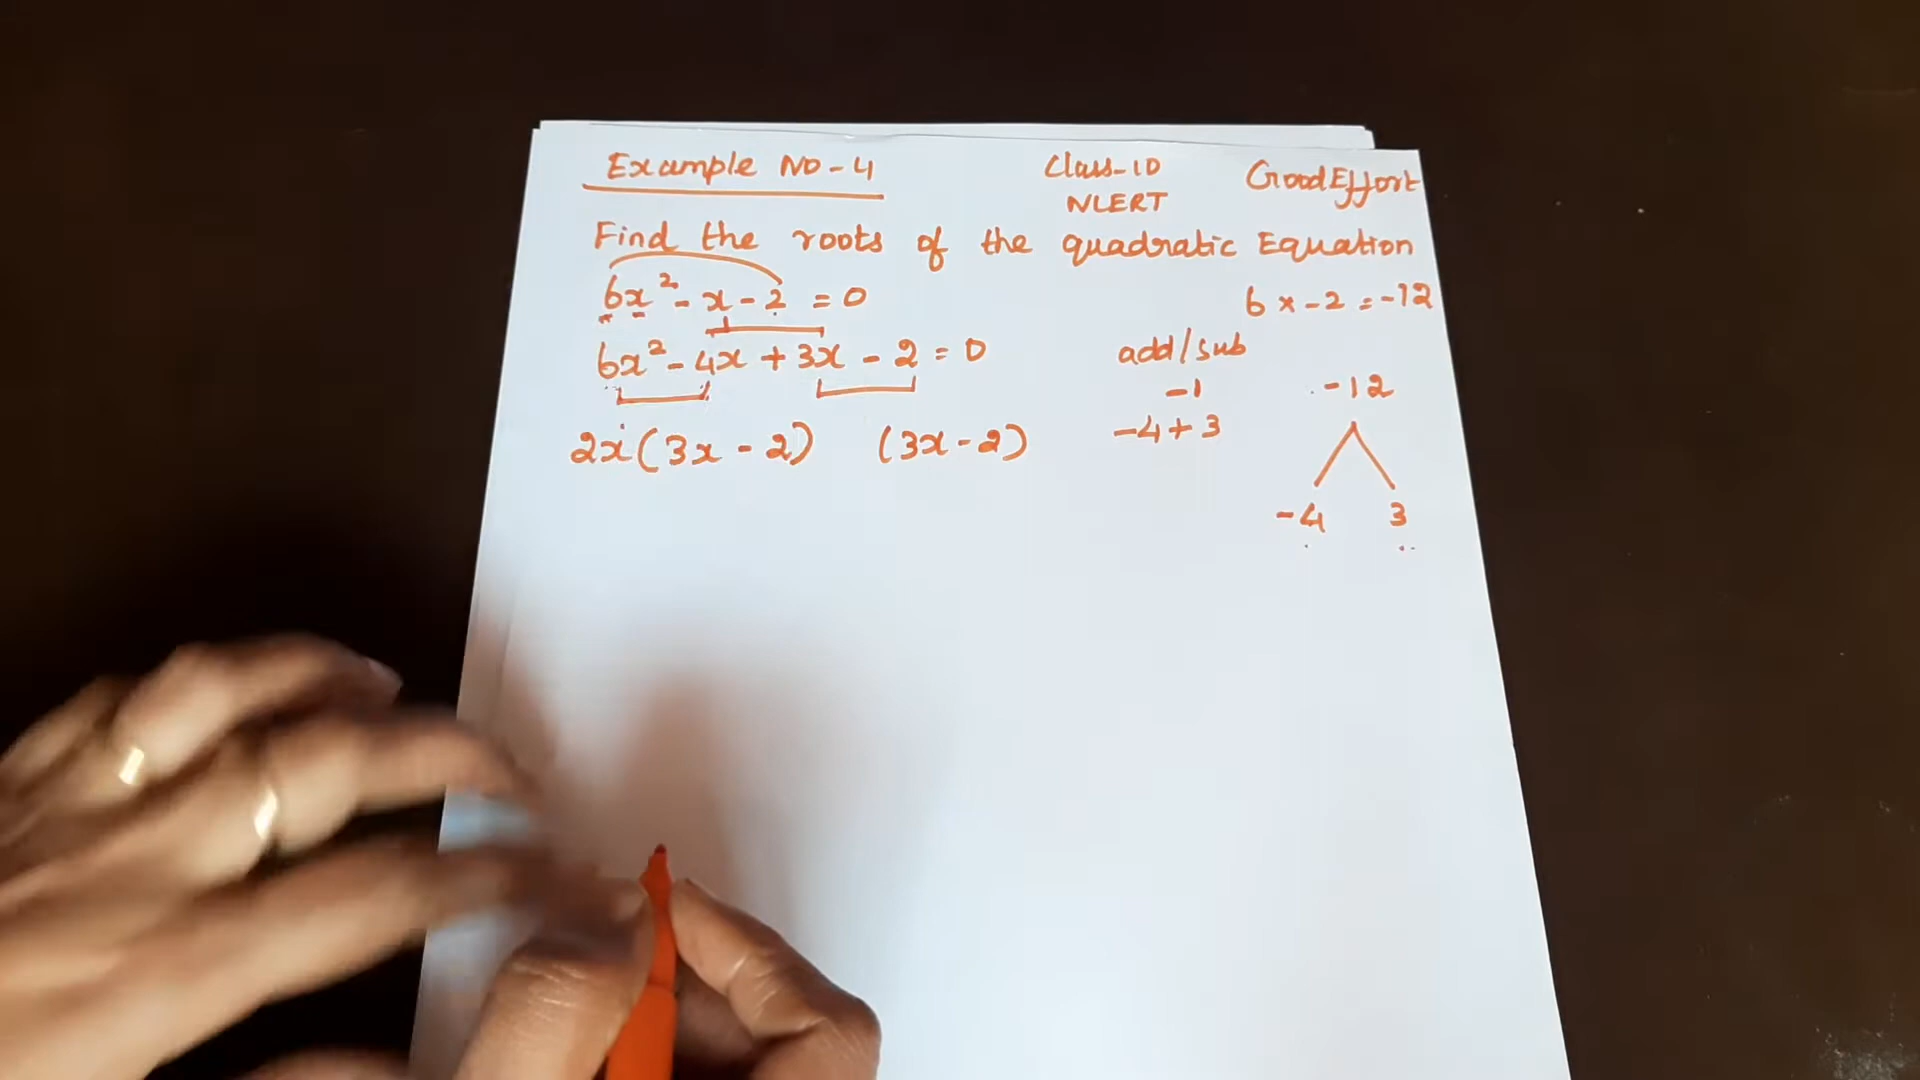 Example NO-4 Class-10 GoodEffort
NCERT
Find the roots of the quadratic Equation
6x² - x - 2 = 0 6 × -2 = -12
6x² - 4x + 3x - 2 = 0 add/sub
-1 -12
2x(3x - 2) (3x - 2) -4+3
-4 3